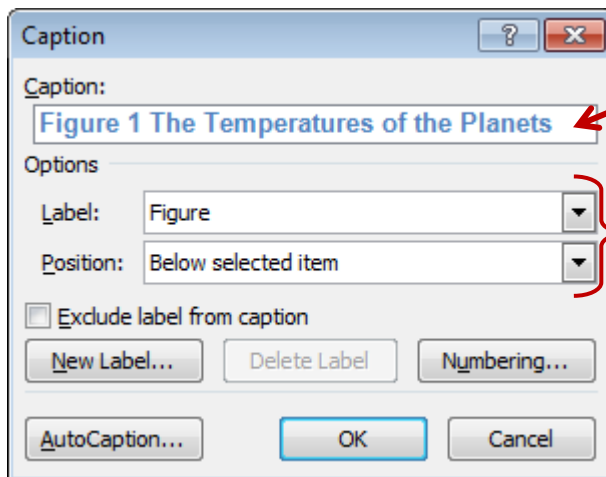 Caption
Caption:
Figure 1 The Temperatures of the Planets
Options
Label: Figure
Position: Below selected item
Exclude label from caption
New Label... Delete Label Numbering...
AutoCaption... OK Cancel